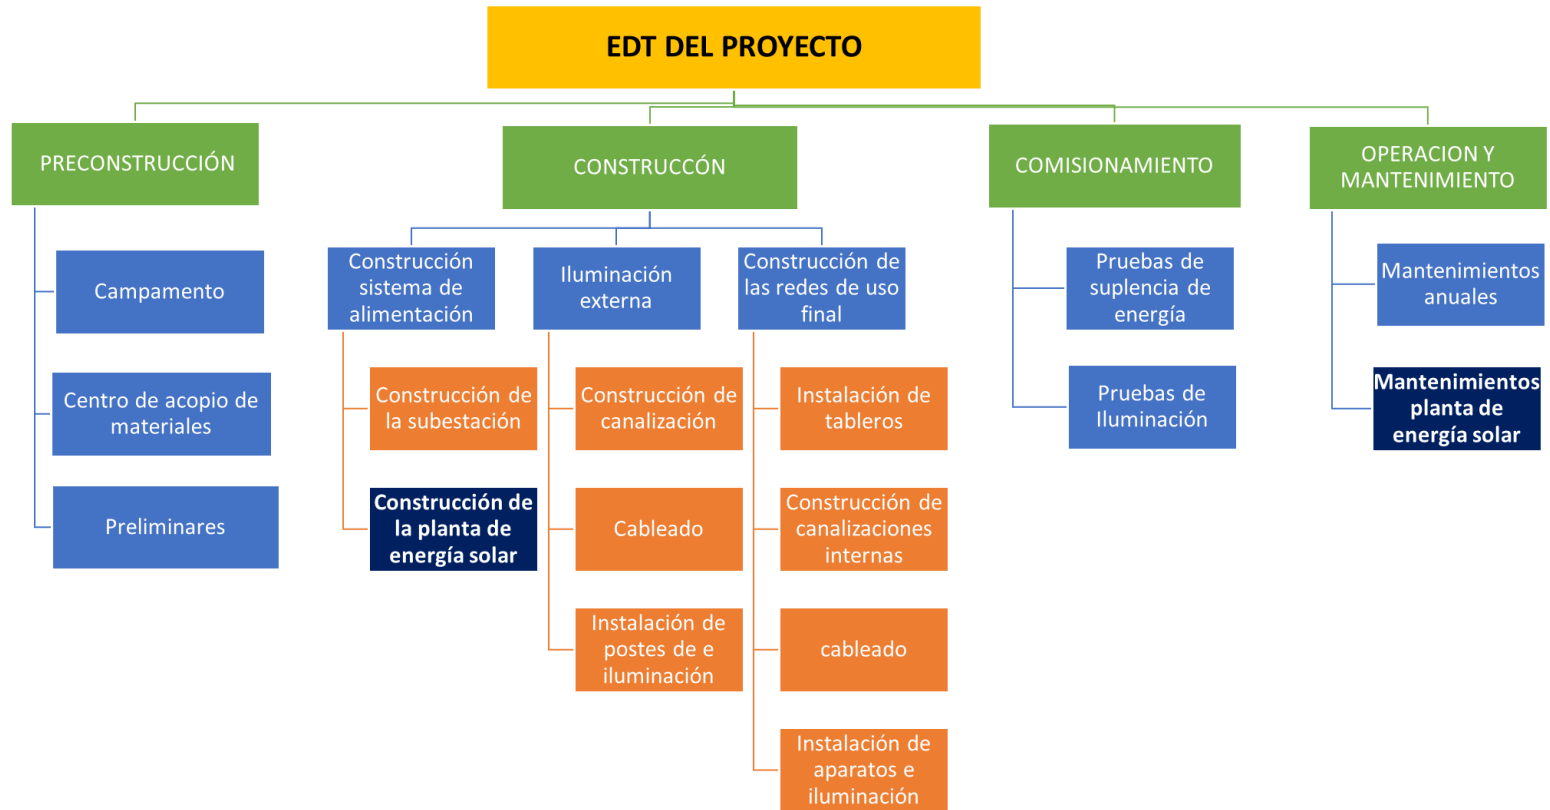 EDT DEL PROYECTO
PRECONSTRUCCIÓN
CONSTRUCCÓN
COMISIONAMIENTO
OPERACION Y
MANTENIMIENTO
Campamento
Centro de acopio de
materiales
Preliminares
Construcción
sistema de
alimentación
Construcción de
la subestación
Construcción de
la planta de
energía solar
Iluminación
externa
Construcción de
canalización
Cableado
Instalación de
postes de e
iluminación
Construcción de
las redes de uso
final
Instalación de
tableros
Construcción de
canalizaciones
internas
cableado
Instalación de
aparatos e
iluminación
Pruebas de
suplencia de
energía
Pruebas de
Iluminación
Mantenimientos
anuales
Mantenimientos
planta de
energía solar